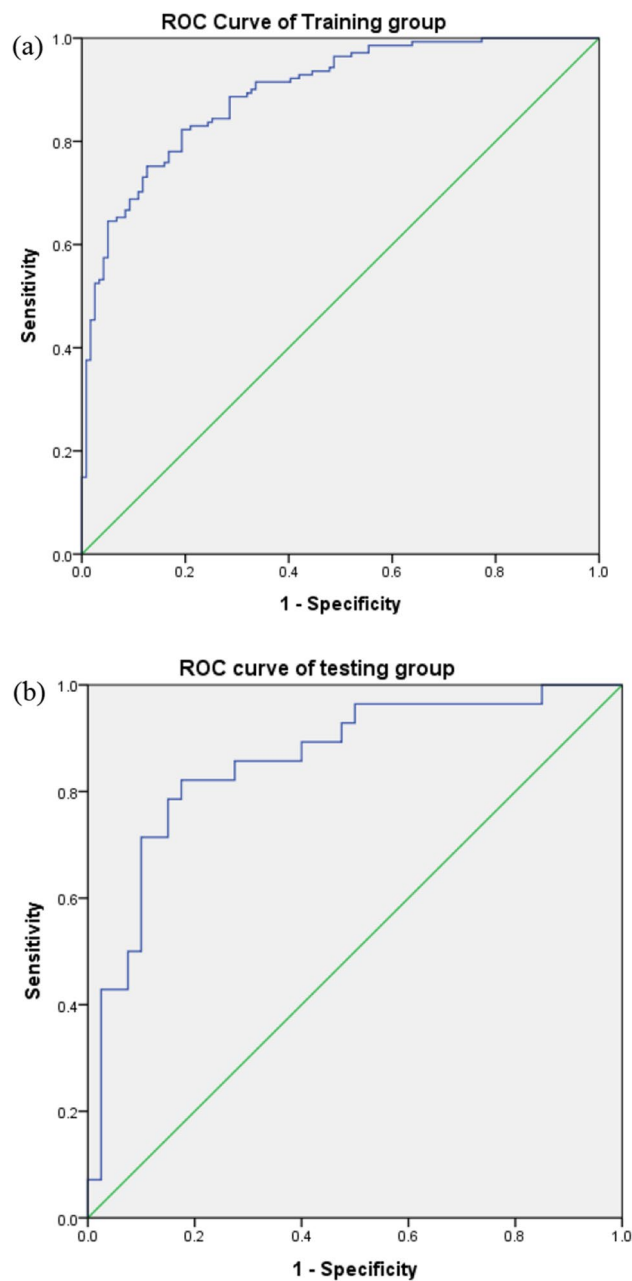 ROC Curve of Training group
(a)
1.0
0.8
0.6
0.4
0.2
0.0
Sensitivity
0.0 0.2 0.4 0.6 0.8 1.0
1 - Specificity
ROC curve of testing group
(b)
1.0
0.8
0.6
0.4
0.2
0.0
Sensitivity
0.0 0.2 0.4 0.6 0.8 1.0
1 - Specificity